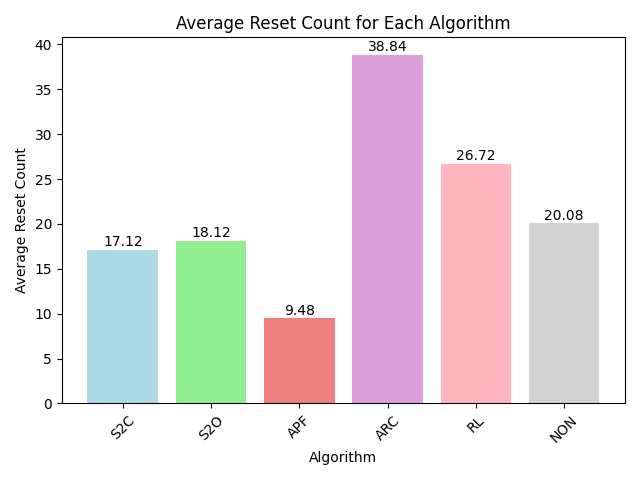 Average Reset Count for Each Algorithm
Average Reset Count
40
35
30
25
20
15
10
5
0
17.12
18.12
9.48
38.84
26.72
20.08
S2C
S2O
APF
ARC
RL
NON
Algorithm